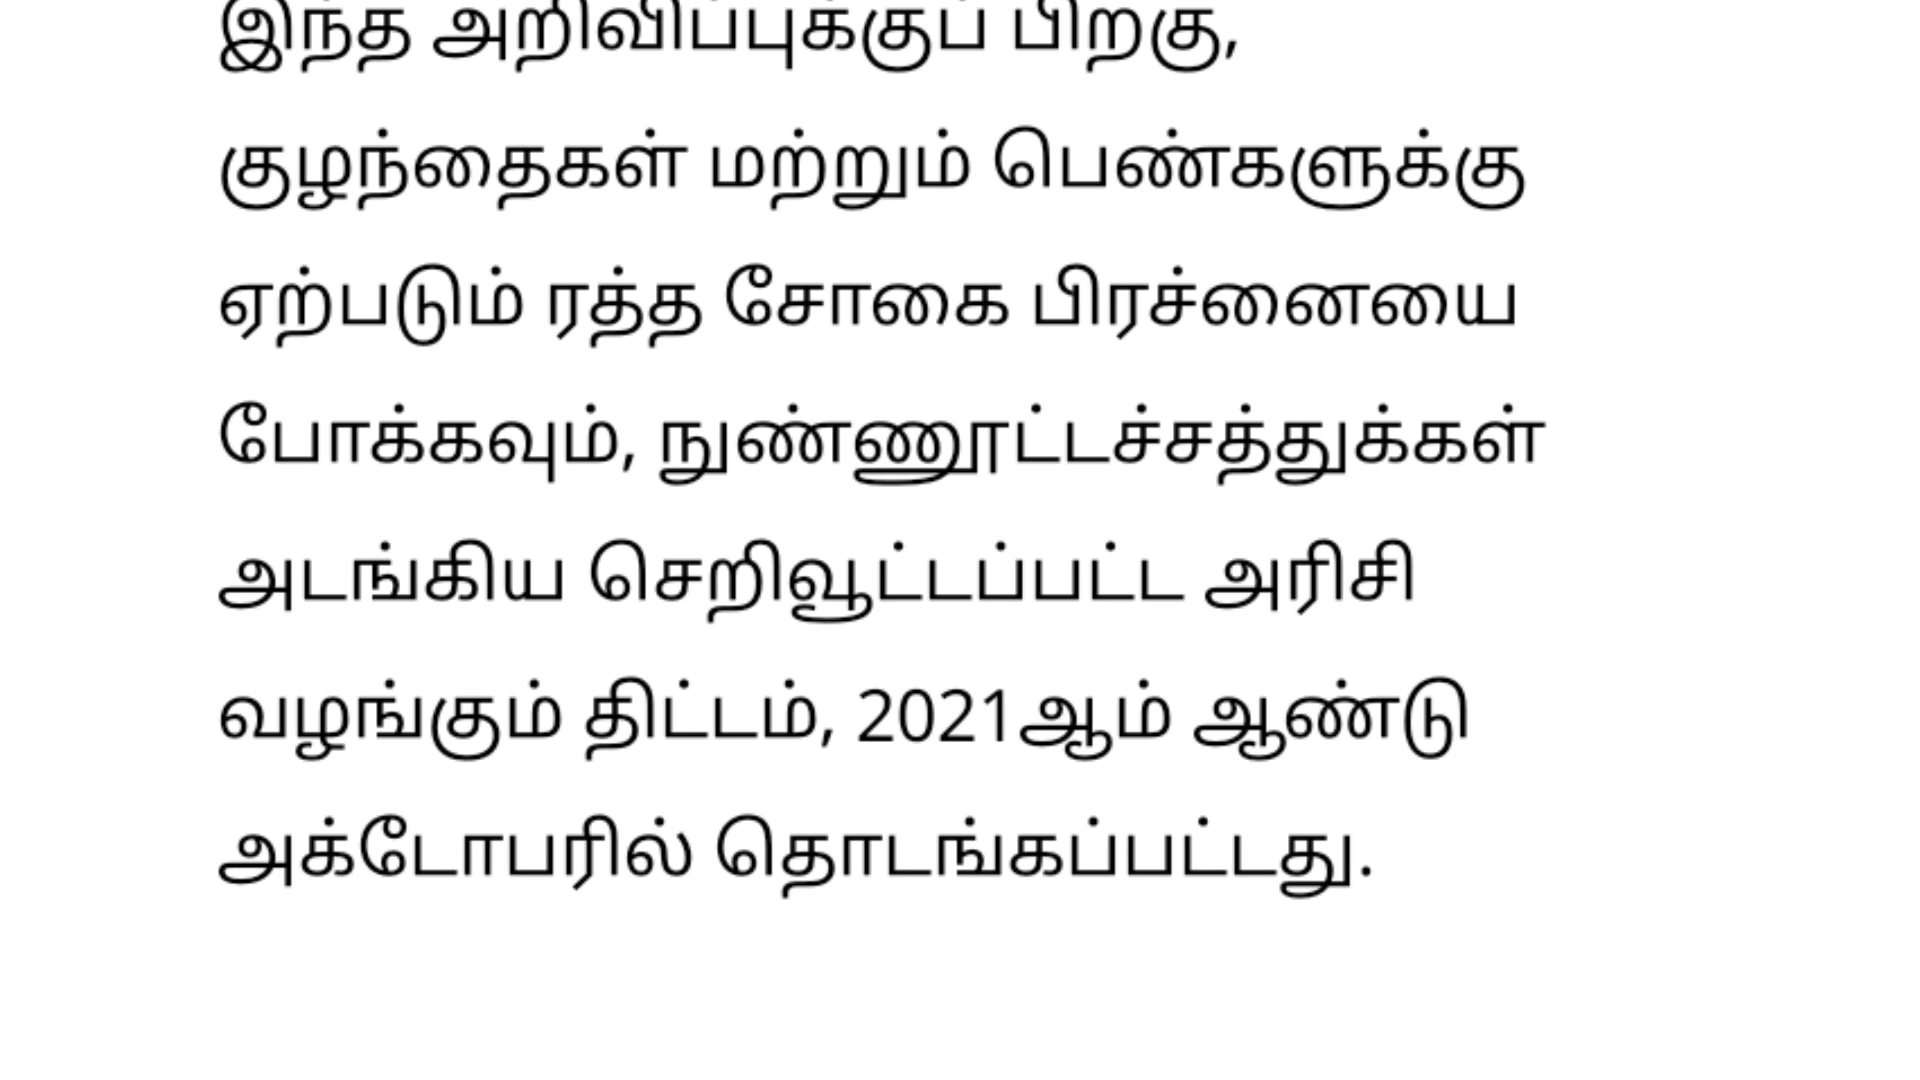 இந்த அறிவிப்புக்குப் பிறகு,
குழந்தைகள் மற்றும் பெண்களுக்கு
ஏற்படும் ரத்த சோகை பிரச்னையை
போக்கவும், நுண்ணூட்டச்சத்துக்கள்
அடங்கிய செறிவூட்டப்பட்ட அரிசி
வழங்கும் திட்டம், 2021ஆம் ஆண்டு
அக்டோபரில் தொடங்கப்பட்டது.